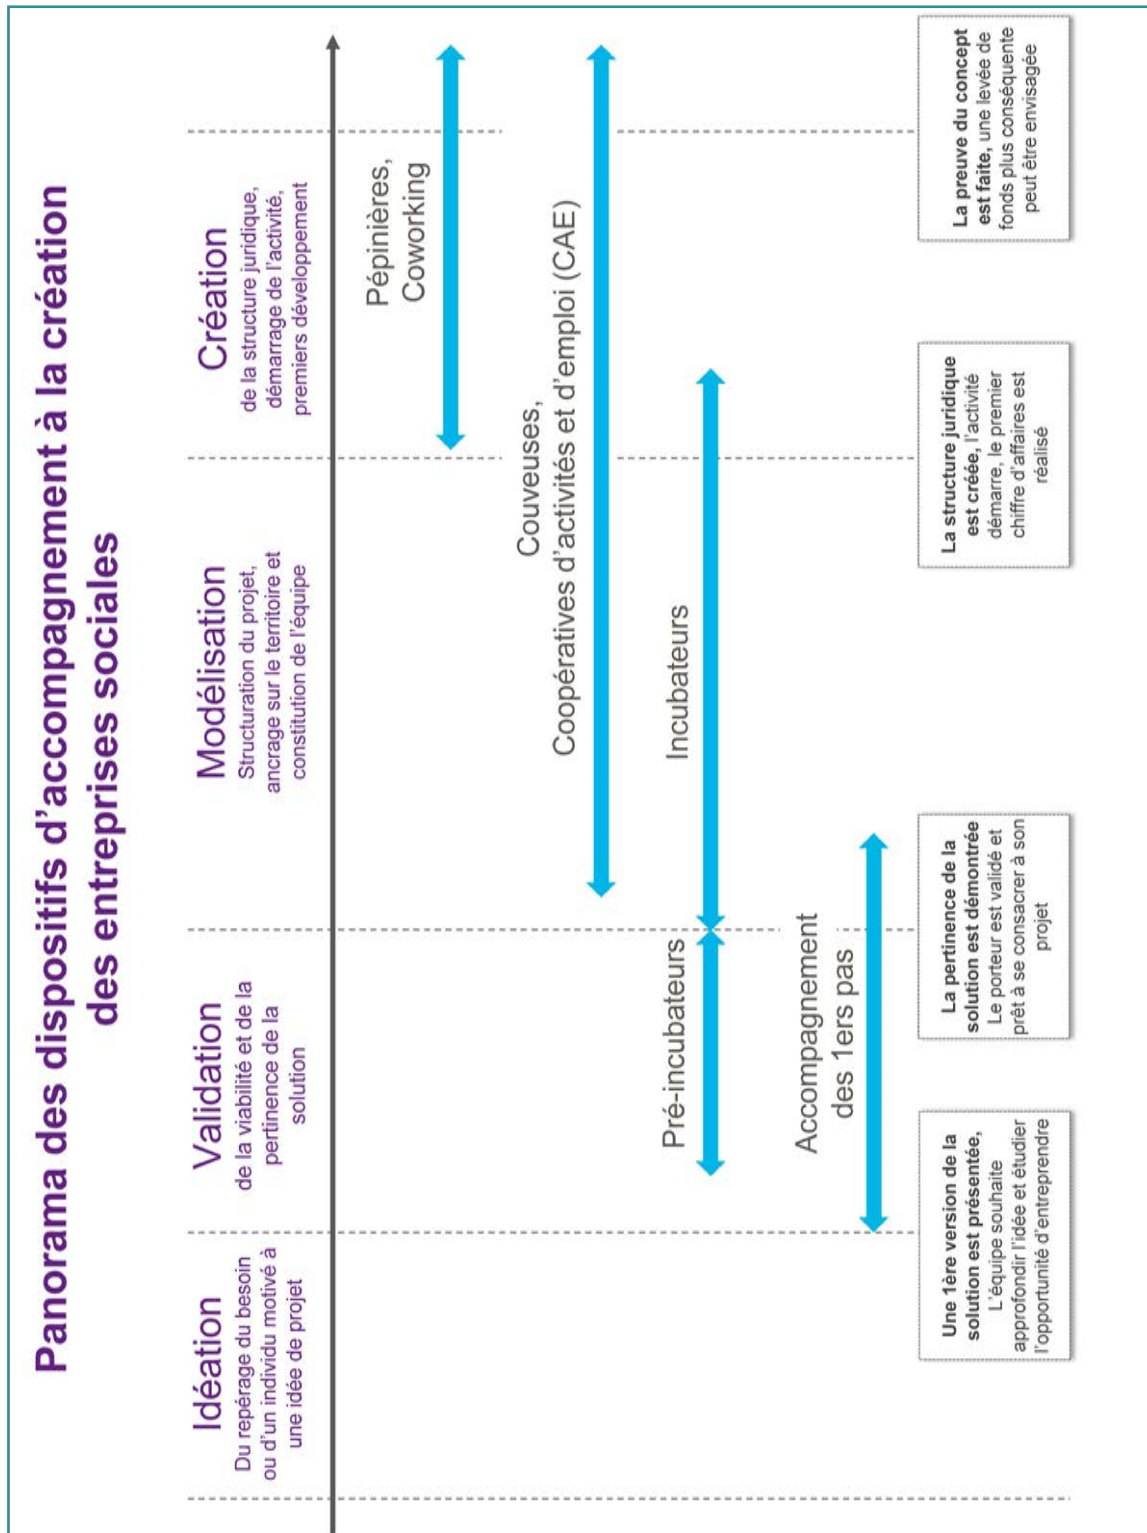 Panorama des dispositifs d'accompagnement à la création
des entreprises sociales
Idéation
Du repérage du besoin
ou d'un individu motivé à
une idée de projet
Validation
de la viabilité et de la
pertinence de la
solution
Modélisation
Structuration du projet,
ancrage sur le territoire et
constitution de l'équipe
Création
de la structure juridique,
démarrage de l'activité,
premiers développement
Pépinières,
Coworking
Couveuses,
Coopératives d'activités et d'emploi (CAE)
Pré-incubateurs
Incubateurs
Accompagnement
des 1ers pas
Une 1ère version de la
solution est présentée,
L'équipe souhaite
approfondir l'idée et étudier
l'opportunité d'entreprendre
La pertinence de la
solution est démontrée
Le porteur est validé et
prêt à se consacrer à son
projet
La structure juridique
est créée, l'activité
démarre, le premier
chiffre d'affaires est
réalisé
La preuve du concept
est faite, une levée de
fonds plus conséquente
peut être envisagée